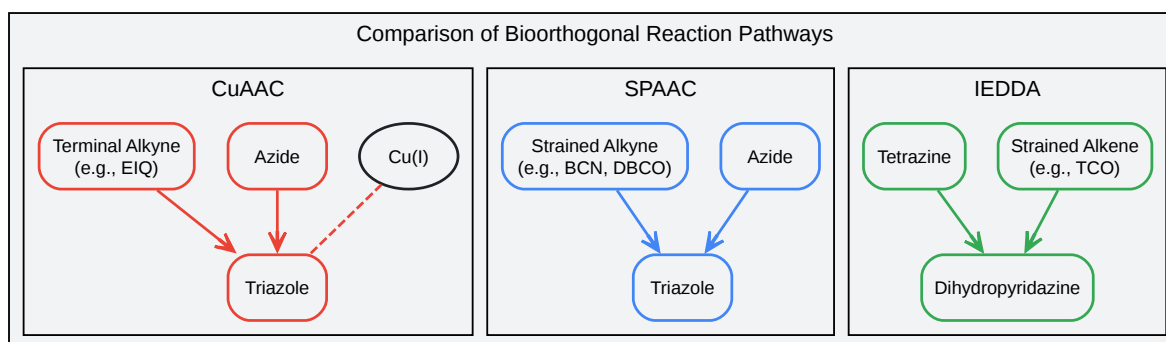 Comparison of Bioorthogonal Reaction Pathways
CuAAC
Terminal Alkyne
(e.g., EIQ)
Azide
Cu(I)
Triazole
SPAAC
Strained Alkyne
(e.g., BCN, DBCO)
Azide
Triazole
IEDDA
Tetrazine
Strained Alkene
(e.g., TCO)
Dihydropyridazine